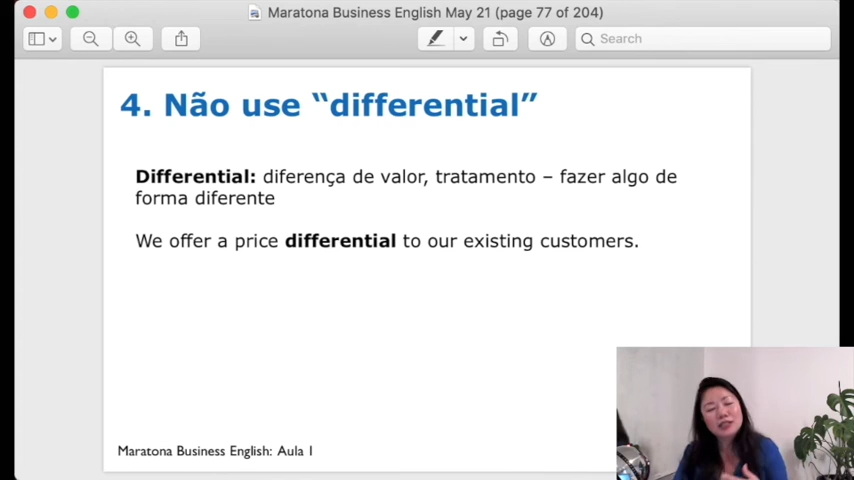 Maratona Business English May 21 (page 77 of 204)
Search
4. Não use “differential”
Differential: diferença de valor, tratamento – fazer algo de
forma diferente
We offer a price differential to our existing customers.
Maratona Business English: Aula 1